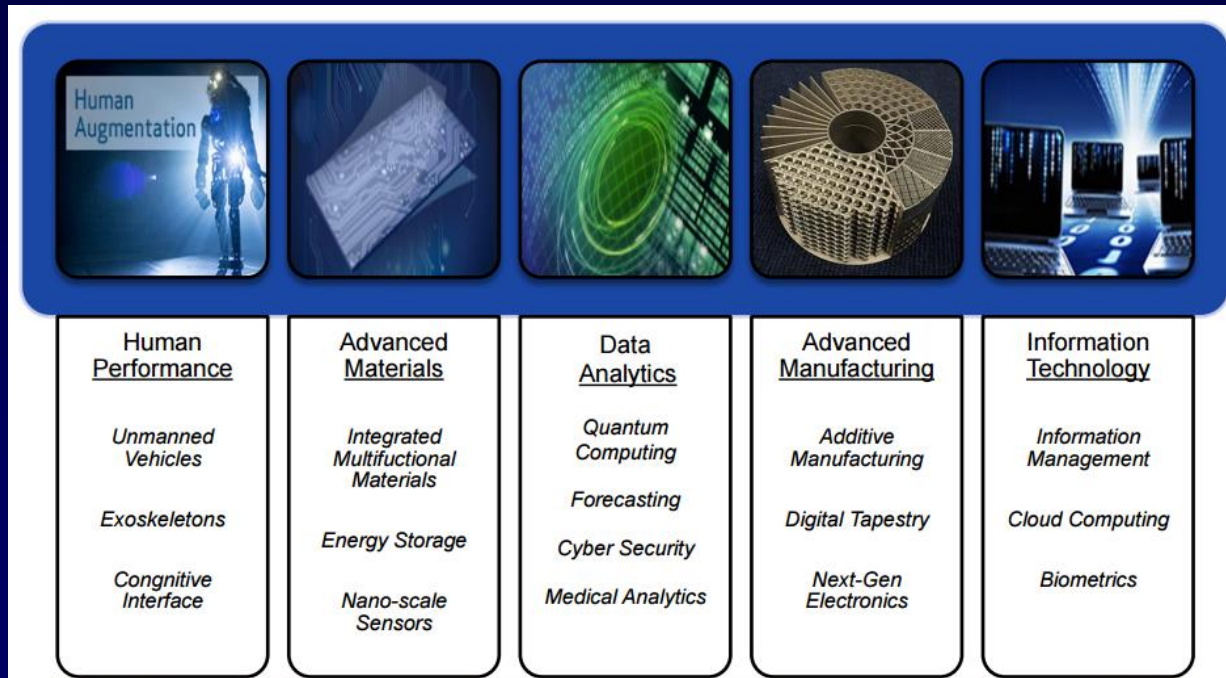 Human
Augmentation
Human
Performance
Unmanned
Vehicles
Exoskeletons
Congnitive
Interface
Advanced
Materials
Integrated
Multifuctional
Materials
Energy Storage
Nano-scale
Sensors
Data
Analytics
Quantum
Computing
Forecasting
Cyber Security
Medical Analytics
Advanced
Manufacturing
Additive
Manufacturing
Digital Tapestry
Next-Gen
Electronics
Information
Technology
Information
Management
Cloud Computing
Biometrics